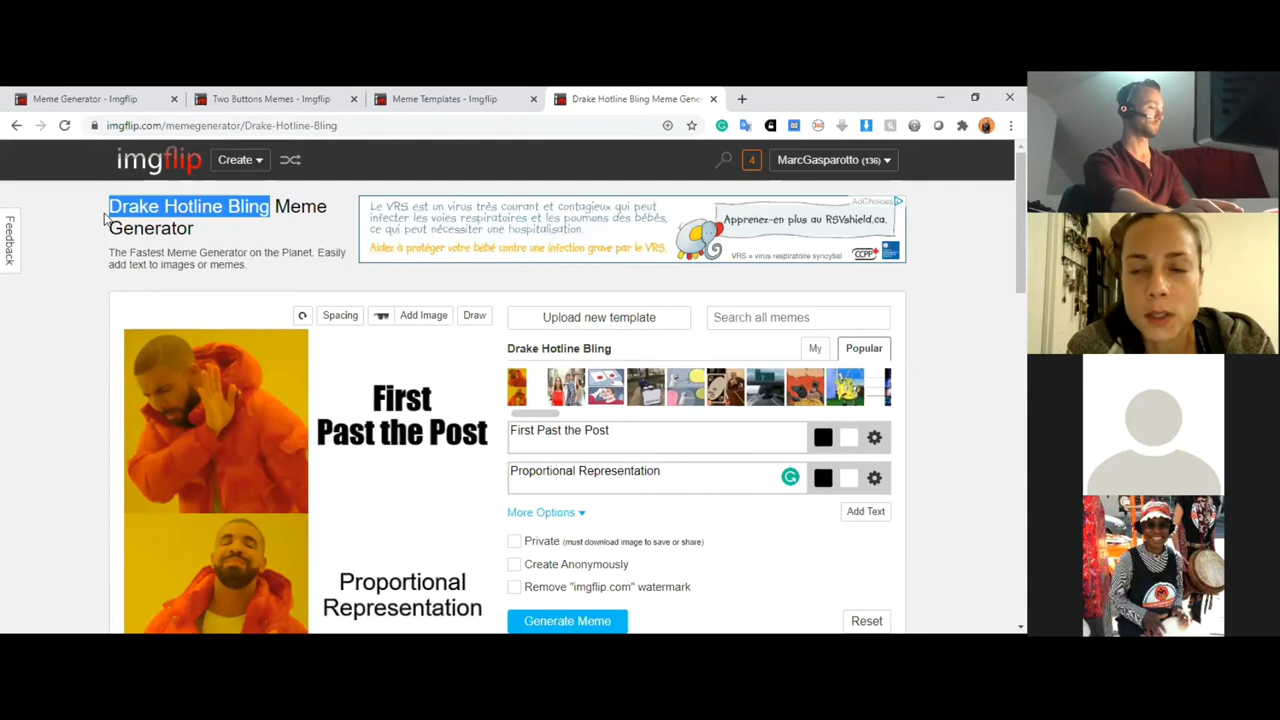 Meme Generator - Imgflip
Two Buttons Memes - Imgflip
Meme Templates - Imgflip
Drake Hotline Bling Meme Gene
imgflip.com/memegenerator/Drake-Hotline-Bling
imgflip
Create
4
MarcGasparotto (136)
Feedback
Drake Hotline Bling Meme
Generator
The Fastest Meme Generator on the Planet. Easily
add text to images or memes.
Le VRS est un virus très courant et contagieux qui peut
infecter les voies respiratoires et les poumons des bébés,
ce qui peut nécessiter une hospitalisation.
Aidez à protéger votre bébé contre une infection grave par le VRS.
AdChoices
Apprenez-en plus au RSVshield.ca.
VRS = virus respiratoire syncytial
CCPP
Spacing
Add Image
Draw
Upload new template
Search all memes
Drake Hotline Bling
My
Popular
First
Past the Post
First Past the Post
Proportional Representation
More Options
Add Text
Private (must download image to save or share)
Create Anonymously
Remove "imgflip.com" watermark
Proportional
Representation
Generate Meme
Reset